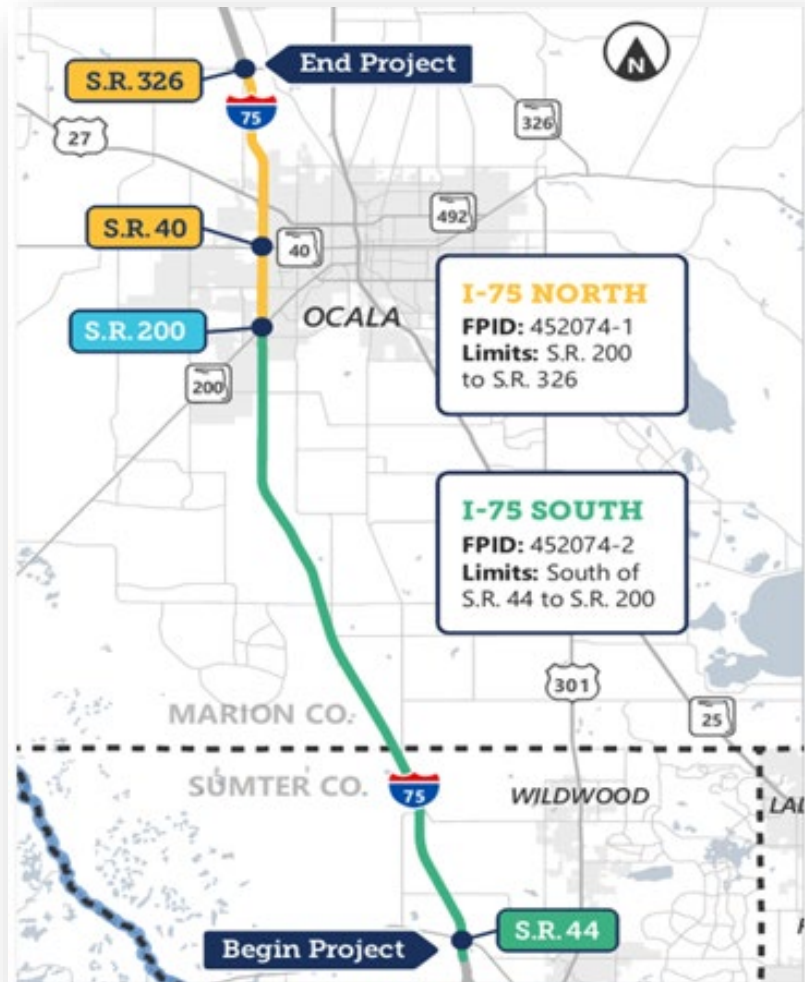 End Project
N
S.R. 326
75
27
326
S.R. 40
492
40
I-75 NORTH
FPID: 452074-1
Limits: S.R. 200
to S.R. 326
S.R. 200
OCALA
200
I-75 SOUTH
FPID: 452074-2
Limits: South of
S.R. 44 to S.R. 200
301
25
MARION CO.
SUMTER CO.
75
WILDWOOD
LAD
S.R. 44
Begin Project